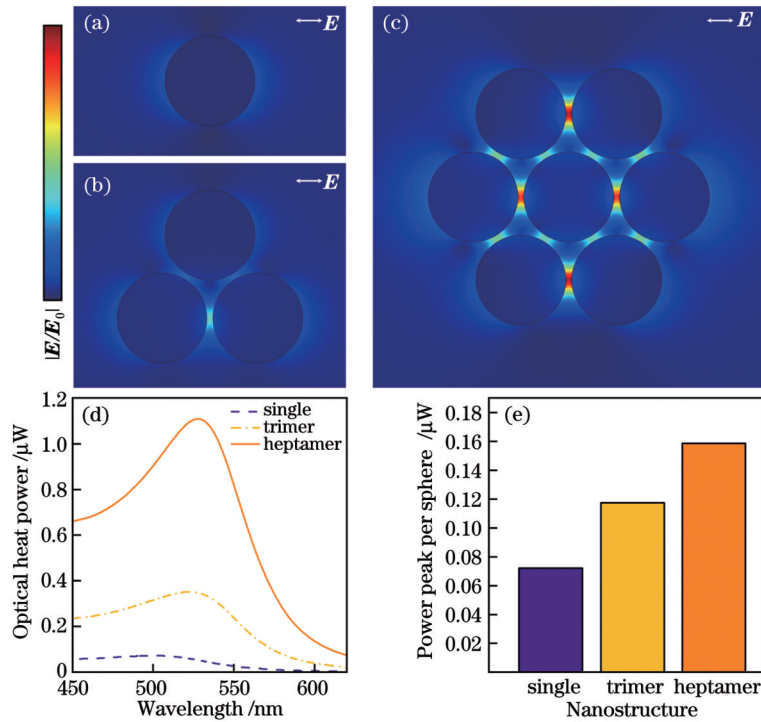 (a)
E
(b)
E
(c)
E
|E/E₀|
(d)
single
trimer
heptamer
Optical heat power /μW
1.2
1.0
0.8
0.6
0.4
0.2
0
450
500
550
600
Wavelength /nm
(e)
Power peak per sphere /μW
0.18
0.16
0.14
0.12
0.10
0.08
0.06
0.04
0.02
single
trimer
heptamer
Nanostructure